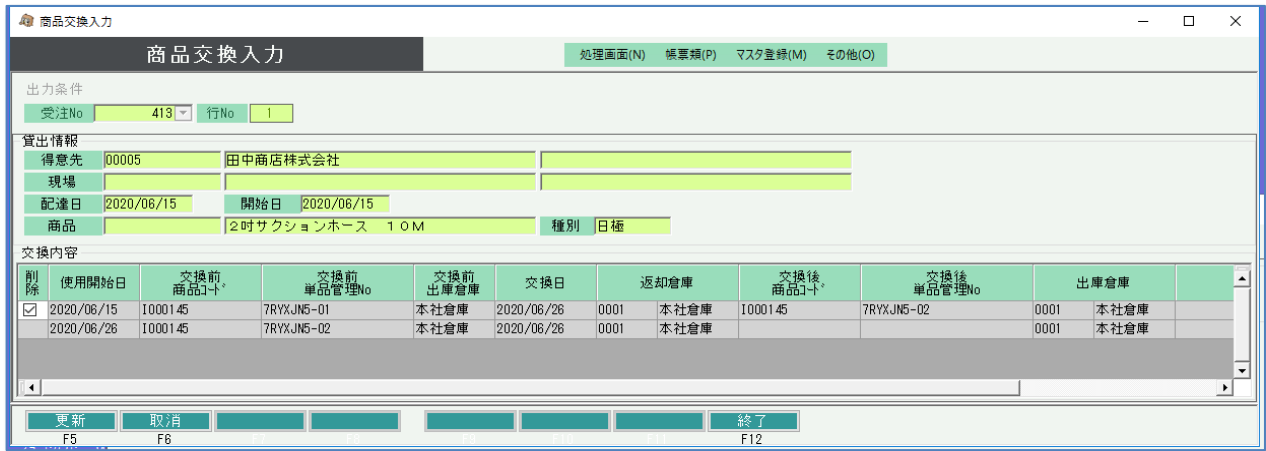 商品交換入力
商品交換入力 処理画面(N) 帳票類(P) マスタ登録(M) その他(O)
出力条件
受注No 413 行No 1
貸出情報
得意先 00005 田中商店株式会社
現場
配達日 2020/06/15 開始日 2020/06/15
商品 2吋サクションホース 10M 種別 日極
交換内容
削除 使用開始日 交換前商品コード 交換前単品管理No 交換前出庫倉庫 交換日 返却倉庫 交換後商品コード 交換後単品管理No 出庫倉庫
2020/06/15 I000145 7RYXJN5-01 本社倉庫 2020/06/26 0001 本社倉庫 I000145 7RYXJN5-02 0001 本社倉庫
2020/06/26 I000145 7RYXJN5-02 本社倉庫 2020/06/26 0001 本社倉庫 0001 本社倉庫
更新 取消 終了
F5 F6 F7 F8 F9 F10 F11 F12